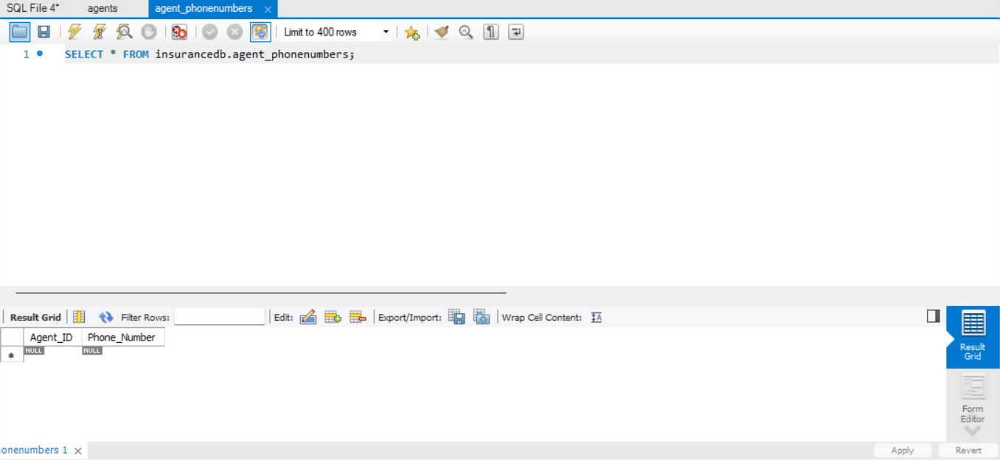 SQL File 4* agents agent_phonenumbers
Limit to 400 rows
1 SELECT * FROM insurancedb.agent_phonenumbers;
Result Grid Filter Rows: Edit: Export/Import: Wrap Cell Content:
Agent_ID Phone_Number
NULL NULL
Result
Grid
Form
Editor
onenumbers 1
Apply Revert